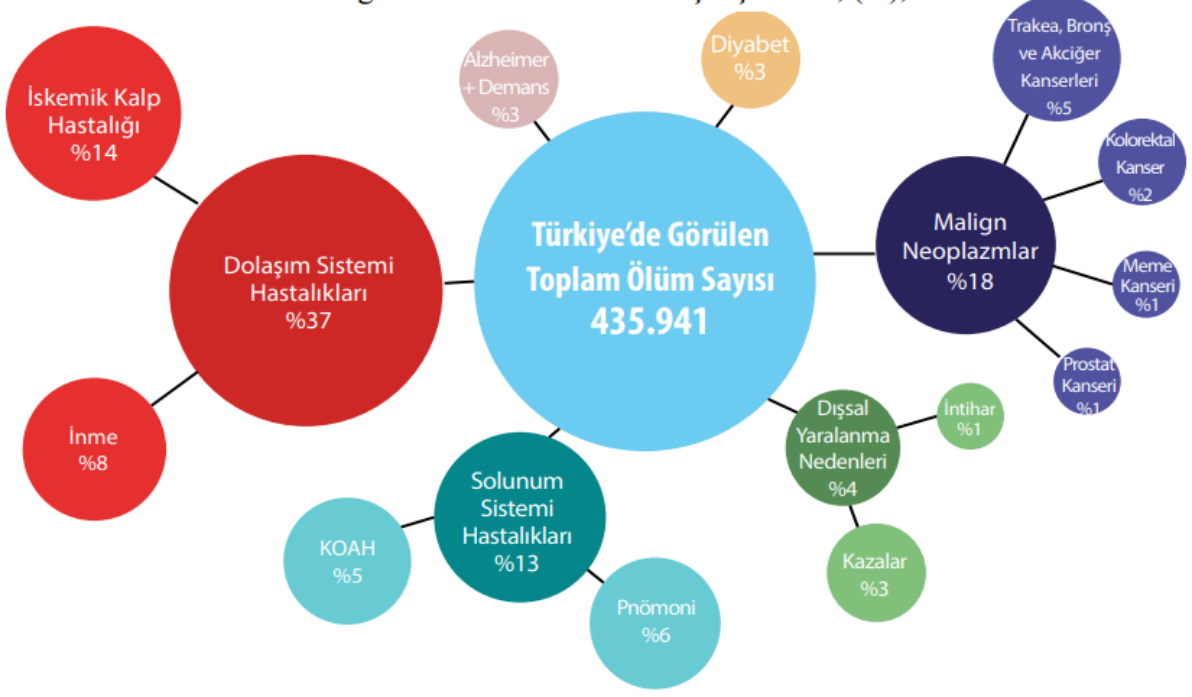 İskemik Kalp
Hastalığı
%14
Alzheimer
+ Demans
%3
Diyabet
%3
Trakea, Bronş
ve Akciğer
Kanserleri
%5
Kolorektal
Kanser
%2
Malign
Neoplazmlar
%18
Meme
Kanseri
%1
Prostat
Kanseri
%1
Türkiye’de Görülen
Toplam Ölüm Sayısı
435.941
Dolaşım Sistemi
Hastalıkları
%37
İnme
%8
Solunum
Sistemi
Hastalıkları
%13
KOAH
%5
Pnömoni
%6
Dışsal
Yaralanma
Nedenleri
%4
İntihar
%1
Kazalar
%3